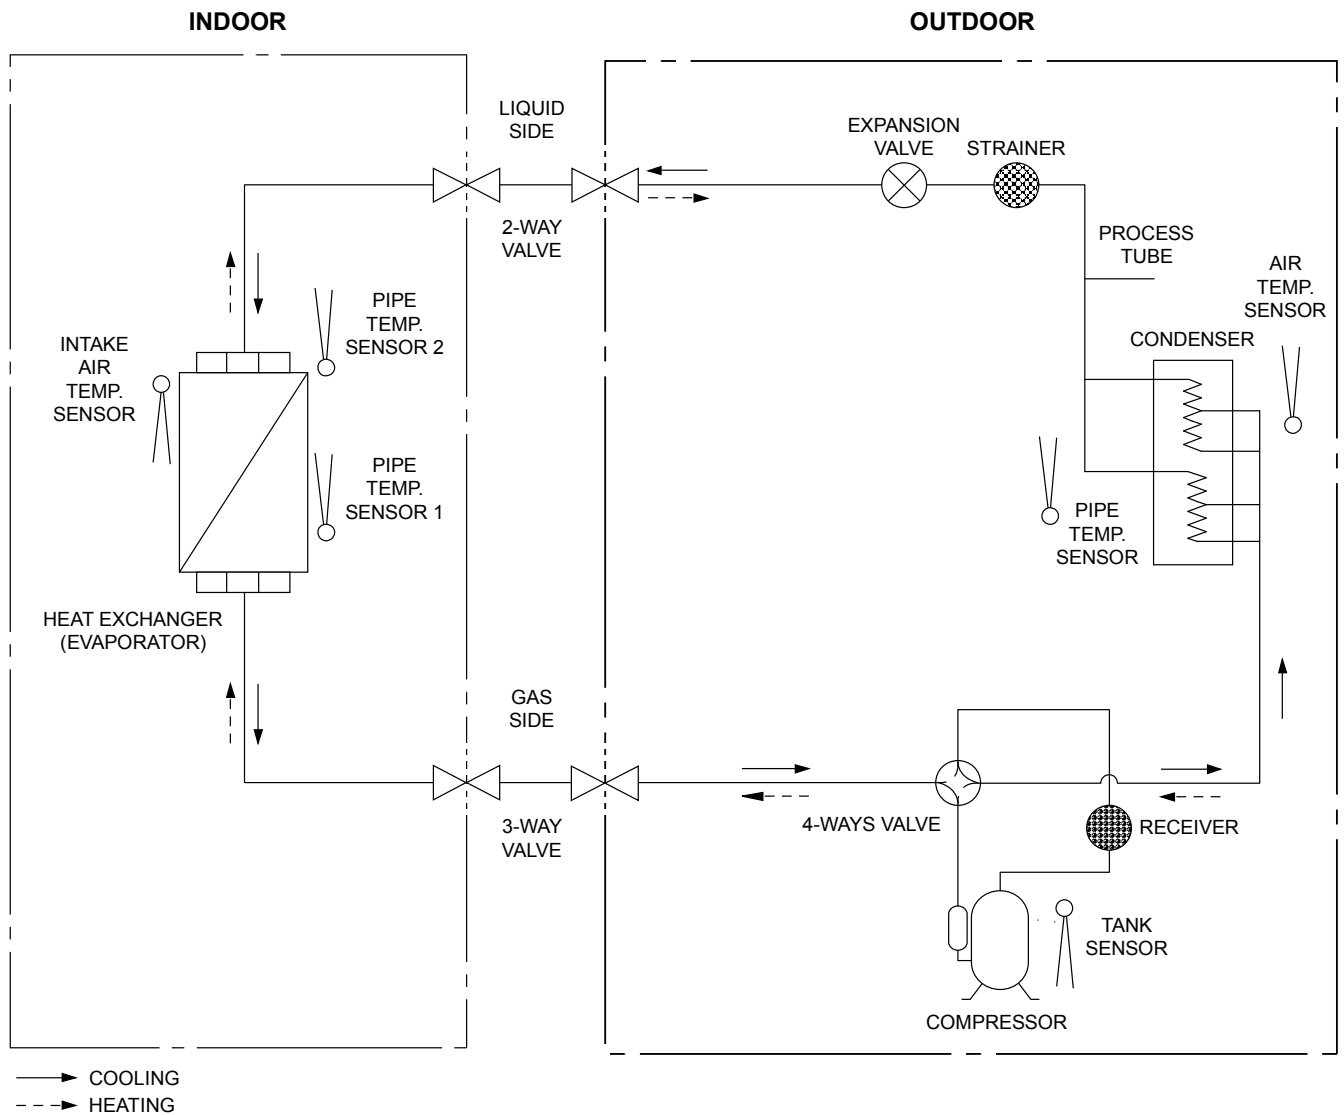 INDOOR
OUTDOOR
LIQUID
SIDE
EXPANSION
VALVE
STRAINER
2-WAY
VALVE
PROCESS
TUBE
AIR
TEMP.
SENSOR
PIPE
TEMP.
SENSOR 2
INTAKE
AIR
TEMP.
SENSOR
CONDENSER
PIPE
TEMP.
SENSOR 1
PIPE
TEMP.
SENSOR
HEAT EXCHANGER
(EVAPORATOR)
GAS
SIDE
3-WAY
VALVE
4-WAYS VALVE
RECEIVER
TANK
SENSOR
COMPRESSOR
COOLING
HEATING